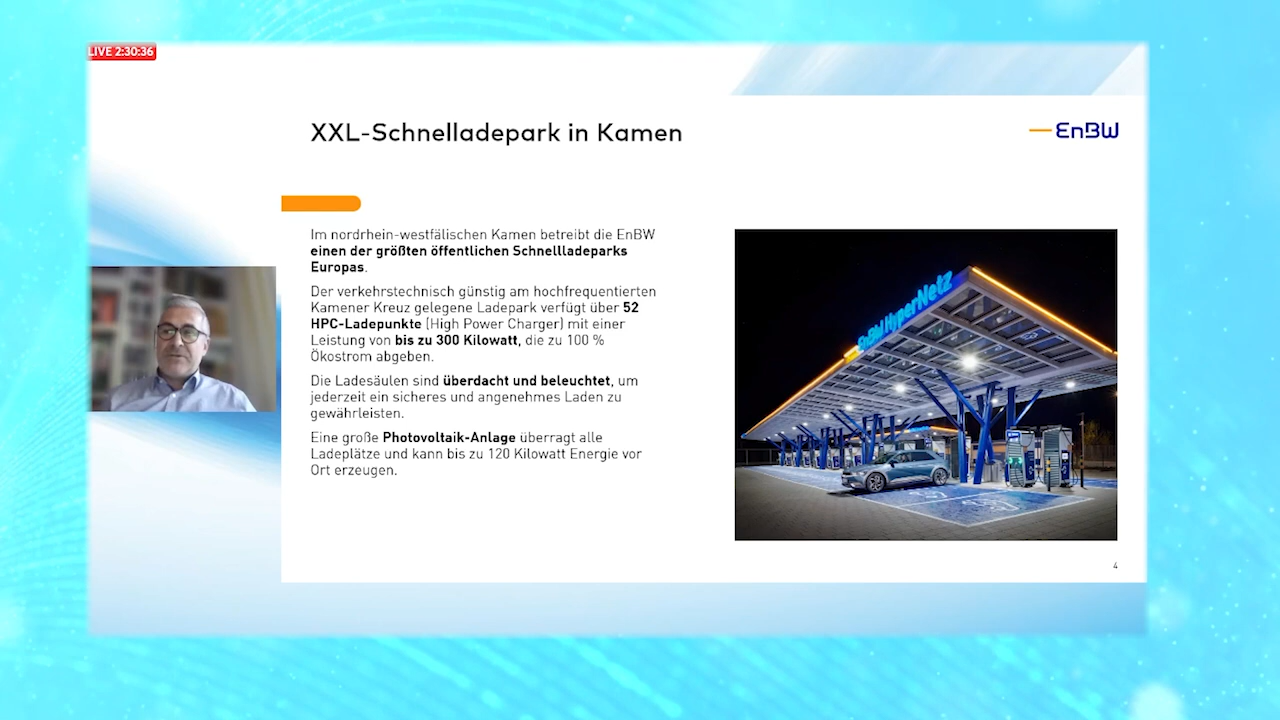 LIVE 2:30:36
XXL-Schnelladepark in Kamen
EnBW
Im nordrhein-westfälischen Kamen betreibt die EnBW
einen der größten öffentlichen Schnellladeparks
Europas.
Der verkehrstechnisch günstig am hochfrequentierten
Kamener Kreuz gelegene Ladepark verfügt über 52
HPC-Ladepunkte (High Power Charger) mit einer
Leistung von bis zu 300 Kilowatt, die zu 100 %
Ökostrom abgeben.
Die Ladesäulen sind überdacht und beleuchtet, um
jederzeit ein sicheres und angenehmes Laden zu
gewährleisten.
Eine große Photovoltaik-Anlage überragt alle
Ladeplätze und kann bis zu 120 Kilowatt Energie vor
Ort erzeugen.
EnBW HyperNetz
4